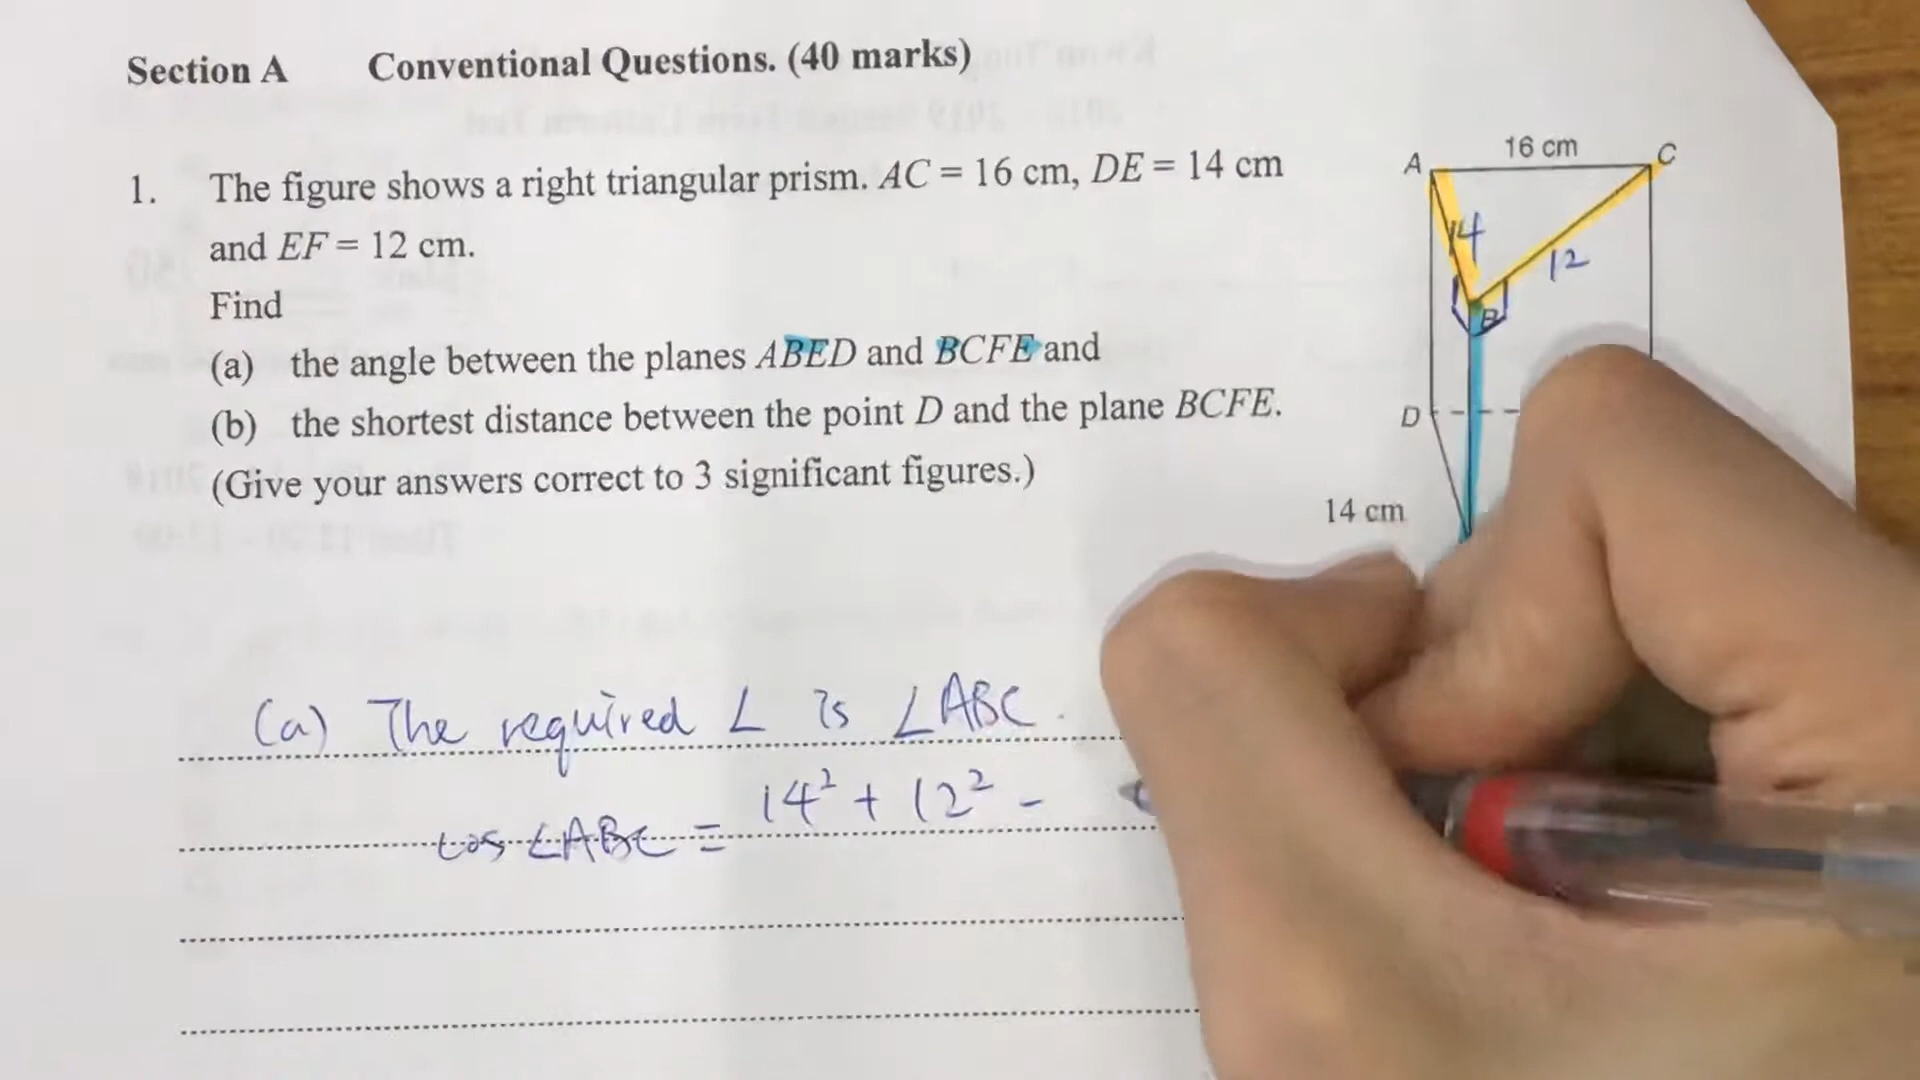 Section A Conventional Questions. (40 marks)
1. The figure shows a right triangular prism. AC = 16 cm, DE = 14 cm
and EF = 12 cm.
Find
(a) the angle between the planes ABED and BCFE and
(b) the shortest distance between the point D and the plane BCFE.
(Give your answers correct to 3 significant figures.)
16 cm
A
C
14
12
B
D
14 cm
(a) The required ∠ is ∠ABC.
cos ∠ABC = 14² + 12² -